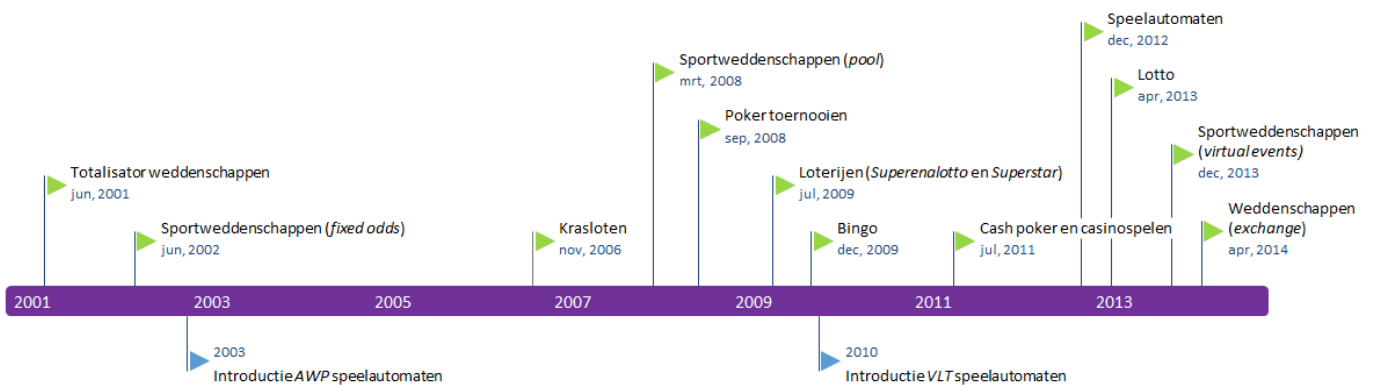 Speelautomaten
dec, 2012
Sportweddenschappen (pool)
mrt, 2008
Lotto
apr, 2013
Poker toernooien
sep, 2008
Sportweddenschappen
(virtual events)
dec, 2013
Totalisator weddenschappen
jun, 2001
Loterijen (Superenalotto en Superstar)
jul, 2009
Sportweddenschappen (fixed odds)
jun, 2002
Krasloten
nov, 2006
Bingo
dec, 2009
Cash poker en casinospelen
jul, 2011
Weddenschappen
(exchange)
apr, 2014
2001 2003 2005 2007 2009 2011 2013
2003
Introductie AWP speelautomaten
2010
Introductie VLT speelautomaten